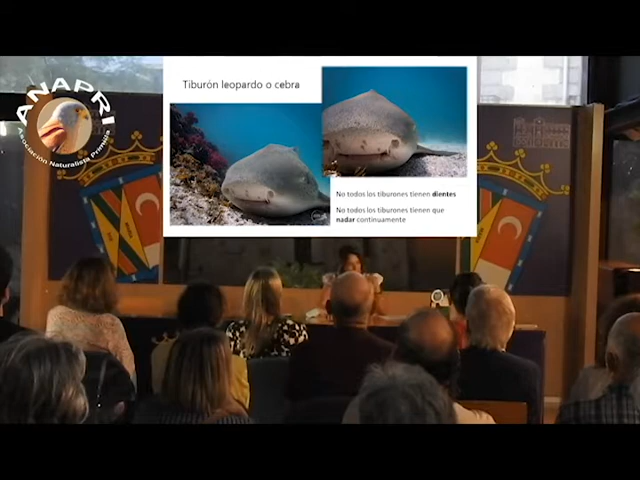 ANAPRI
Asociación Naturalista Primilla
Tiburón leopardo o cebra
No todos los tiburones tienen dientes
No todos los tiburones tienen que
nadar continuamente